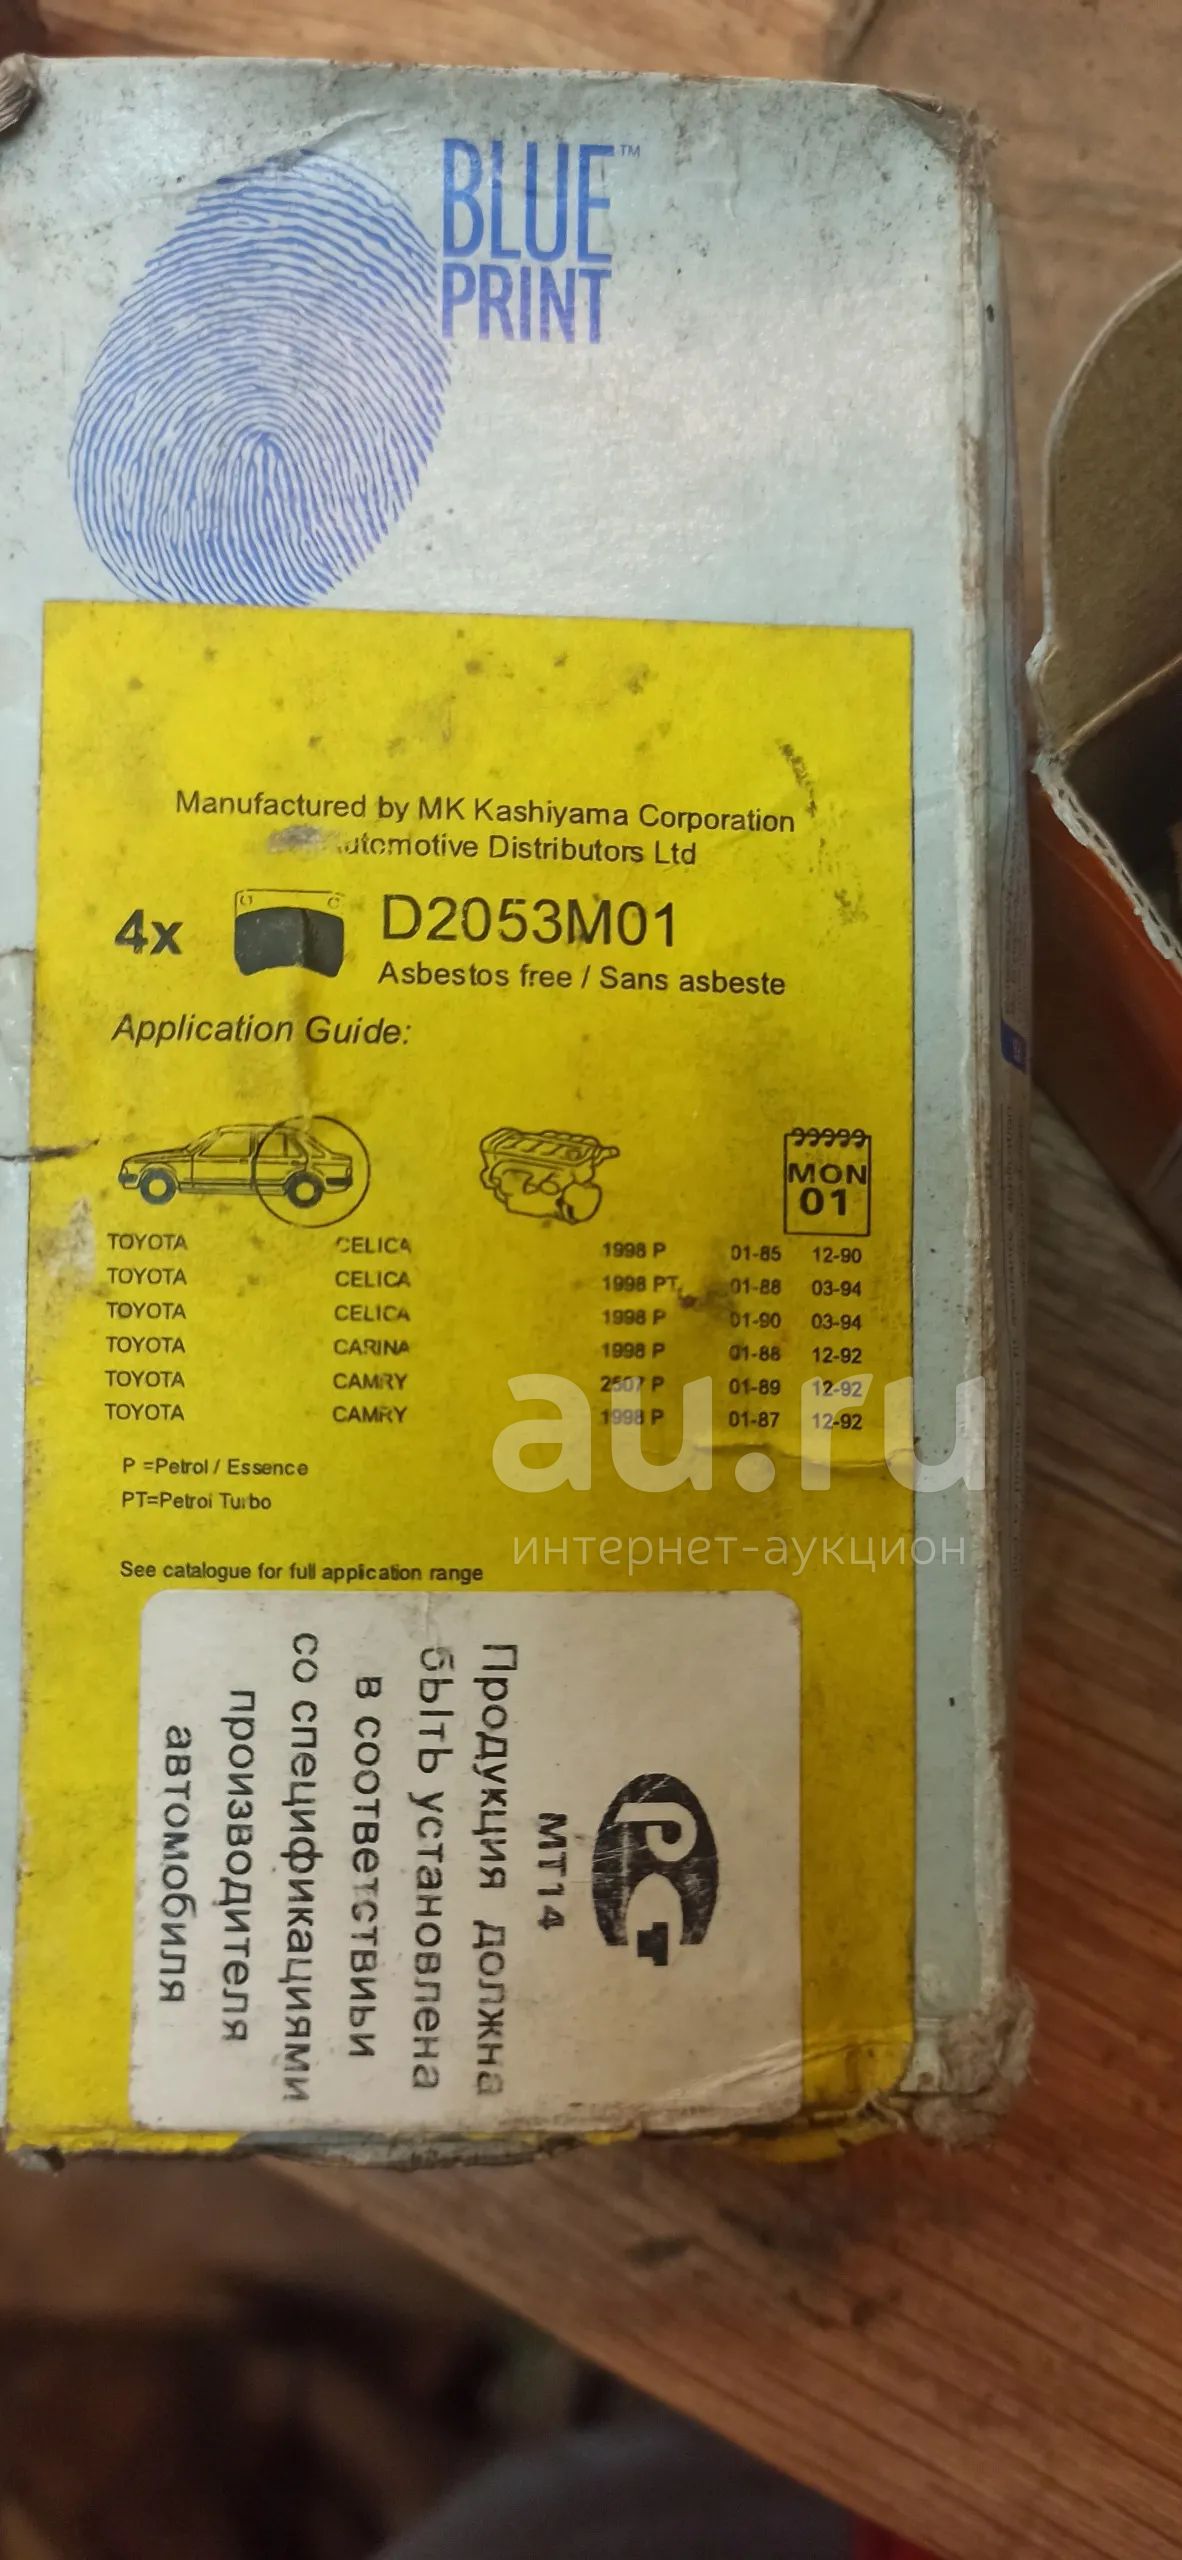 BLUE™
PRINT
Manufactured by MK Kashiyama Corporation
Automotive Distributors Ltd
4x
D2053M01
Asbestos free / Sans asbeste
Application Guide:
MON
01
TOYOTA CELICA 1998 P 01-85 12-90
TOYOTA CELICA 1998 PT 01-88 03-94
TOYOTA CELICA 1998 P 01-90 03-94
TOYOTA CARINA 1998 P 01-88 12-92
TOYOTA CAMRY 2507 P 01-89 12-92
TOYOTA CAMRY 1998 P 01-87 12-92
P =Petrol / Essence
PT=Petrol Turbo
See catalogue for full application range
au.ru
интернет-аукцион
РСТ
МТ14
Продукция должна
быть установлена
в соответствиьи
со спецификациями
производителя
автомобиля